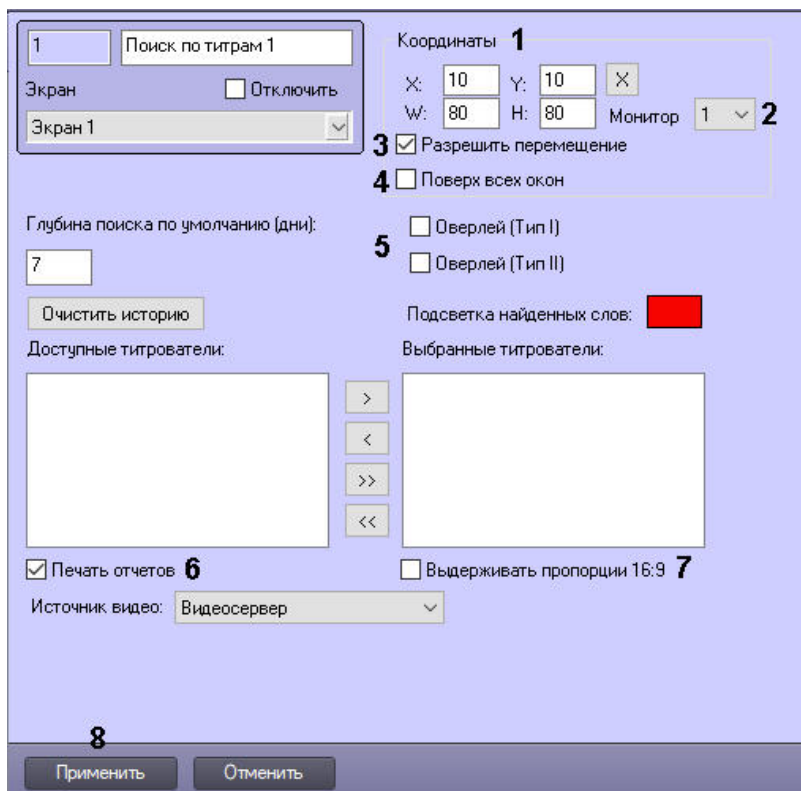 1 Поиск по титрам 1
Экран Отключить
Экран 1
Координаты 1
X: 10 Y: 10 X
W: 80 H: 80 Монитор 1 2
3 Разрешить перемещение
4 Поверх всех окон
Глубина поиска по умолчанию (дни):
7
5 Оверлей (Тип I)
Оверлей (Тип II)
Очистить историю
Подсветка найденных слов:
Доступные титрователи:
Выбранные титрователи:
>
<
>>
<<
Печать отчетов 6
Выдерживать пропорции 16:9 7
Источник видео: Видеосервер
8
Применить Отменить